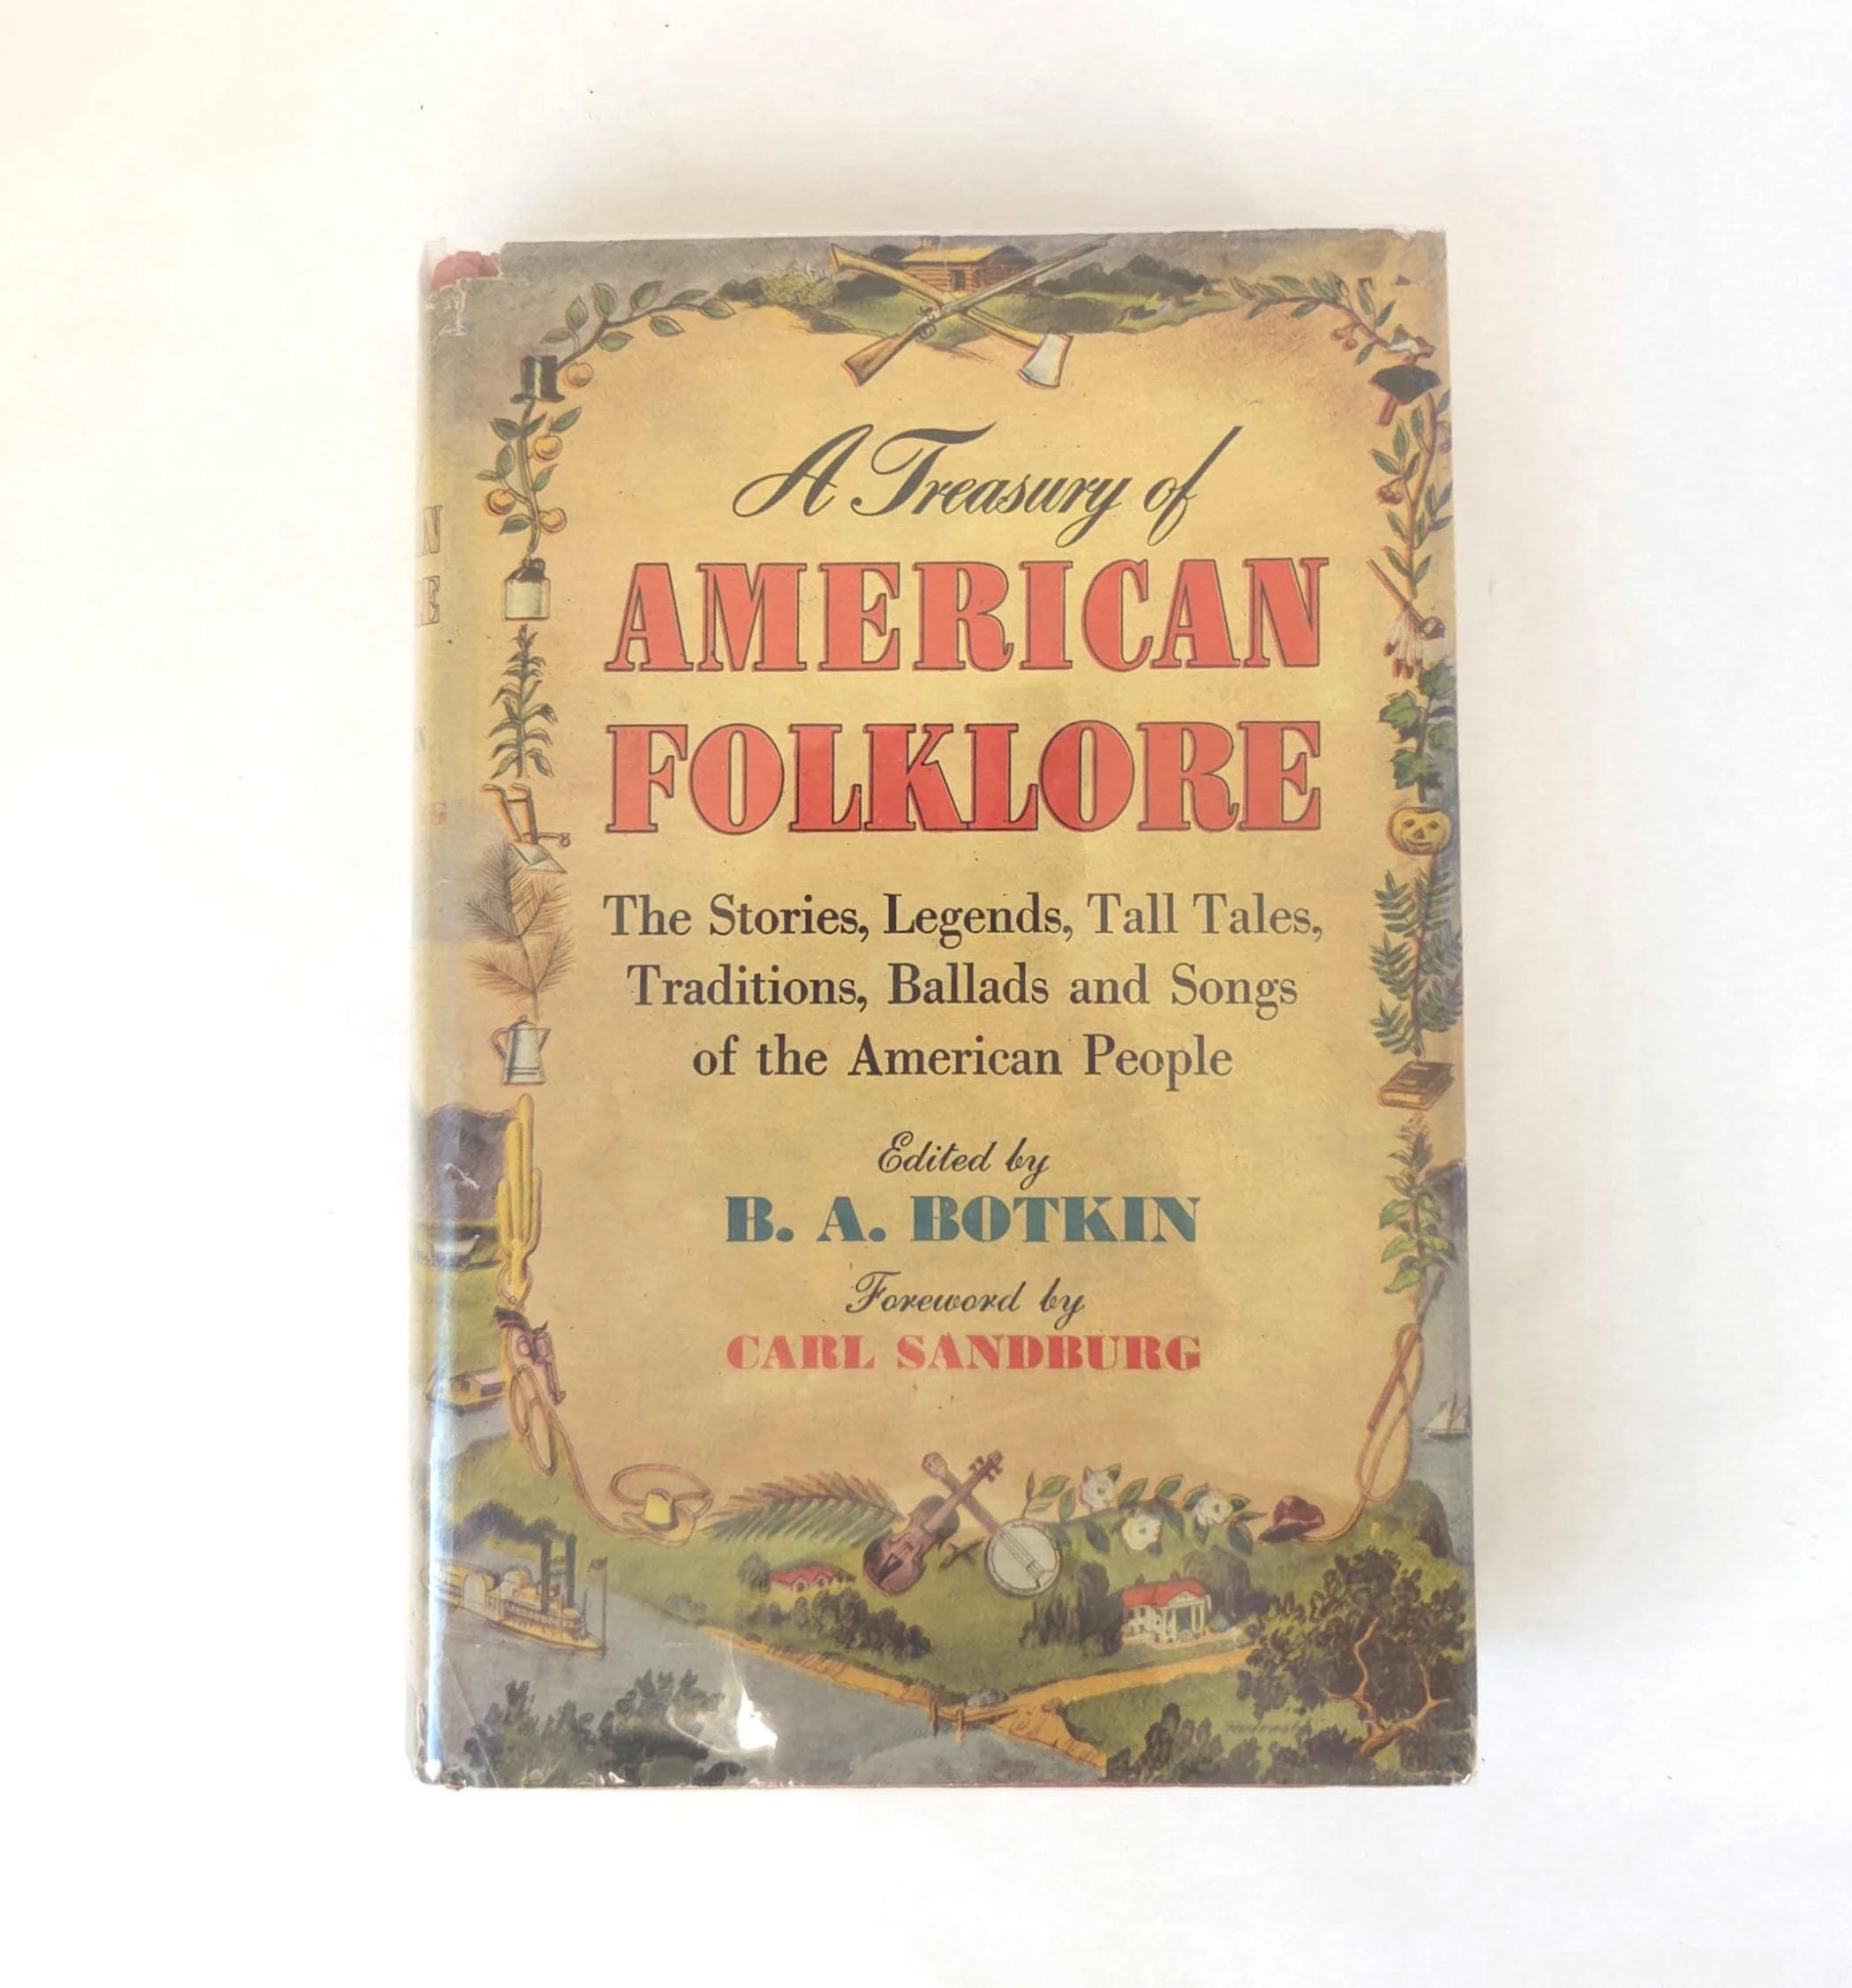 A Treasury of
AMERICAN
FOLKLORE
The Stories, Legends, Tall Tales,
Traditions, Ballads and Songs
of the American People
Edited by
B. A. BOTKIN
Foreword by
CARL SANDBURG
N
E
N
G